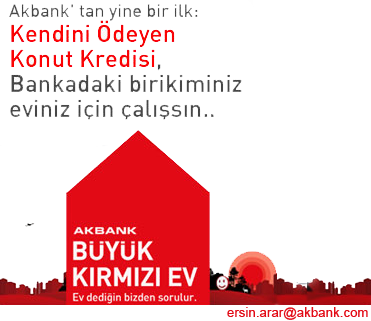 Akbank' tan yine bir ilk:
Kendini Ödeyen
Konut Kredisi,
Bankadaki birikiminiz
eviniz için çalışsın..
AKBANK
BÜYÜK
KIRMIZI EV
Ev dediğin bizden sorulur.
ersin.arar@akbank.com